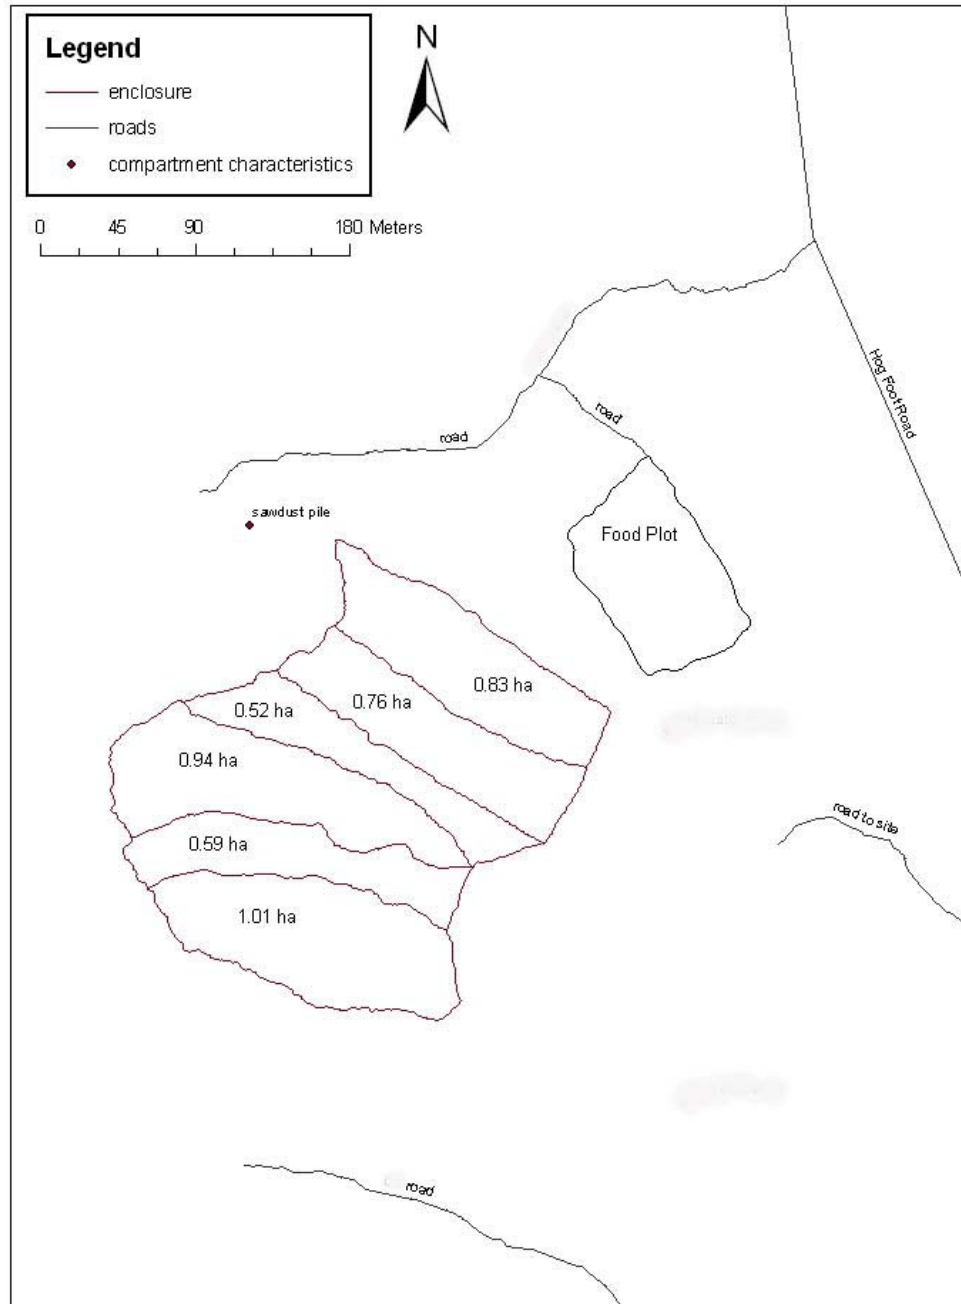 Legend
enclosure
roads
compartment characteristics
N
0 45 90 180 Meters
Hog Foot Road
road
road
sawdust pile
Food Plot
0.83 ha
0.76 ha
0.52 ha
0.94 ha
0.59 ha
1.01 ha
road to site
road